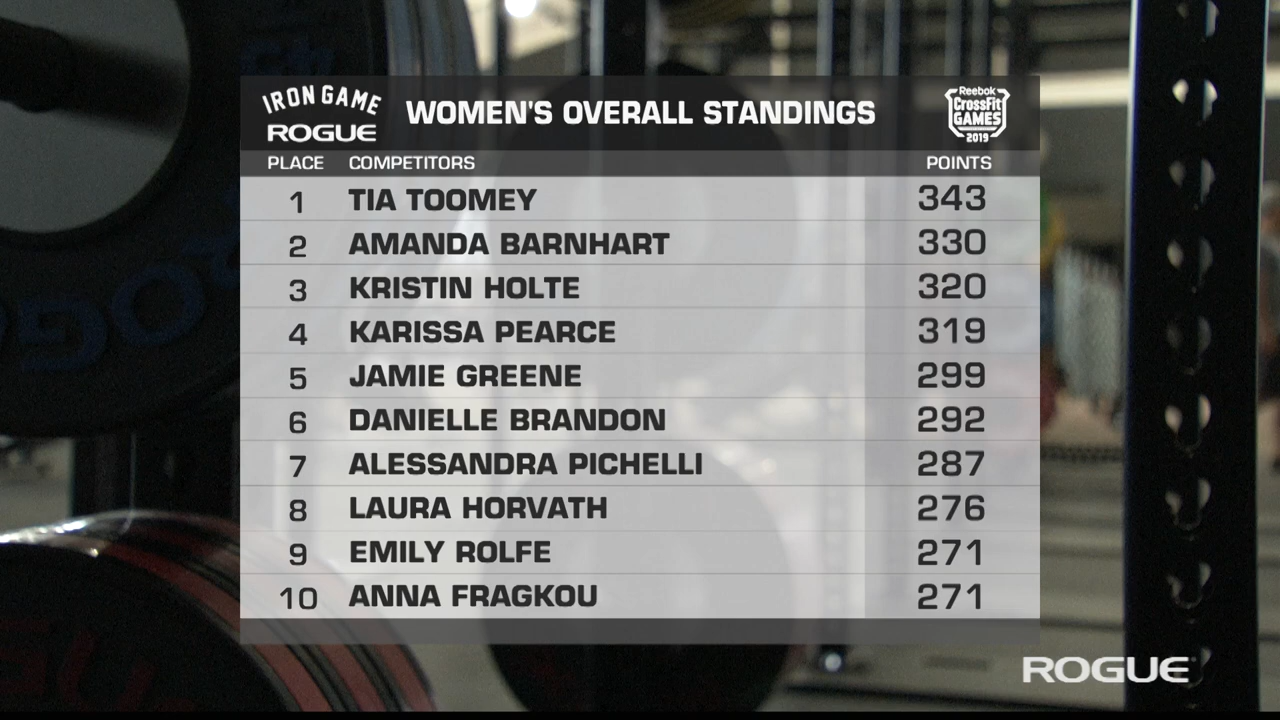 IRON GAME
ROGUE
WOMEN'S OVERALL STANDINGS
Reebok
CrossFit
GAMES
2019
PLACE COMPETITORS POINTS
1 TIA TOOMEY 343
2 AMANDA BARNHART 330
3 KRISTIN HOLTE 320
4 KARISSA PEARCE 319
5 JAMIE GREENE 299
6 DANIELLE BRANDON 292
7 ALESSANDRA PICHELLI 287
8 LAURA HORVATH 276
9 EMILY ROLFE 271
10 ANNA FRAGKOU 271
ROGUE